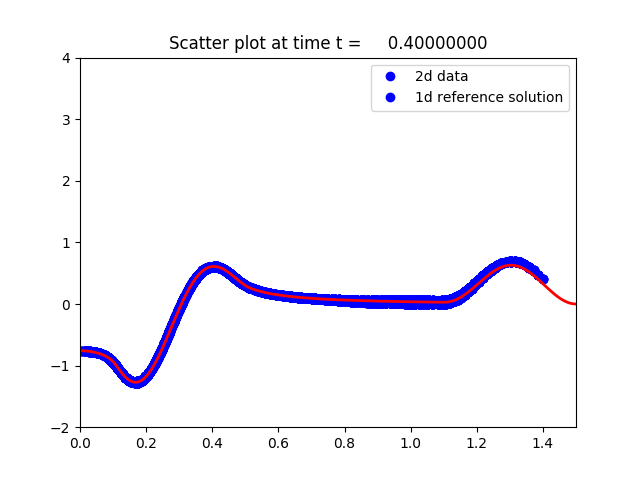 Scatter plot at time t = 0.40000000
2d data
1d reference solution
4
3
2
1
0
−1
−2
0.0 0.2 0.4 0.6 0.8 1.0 1.2 1.4